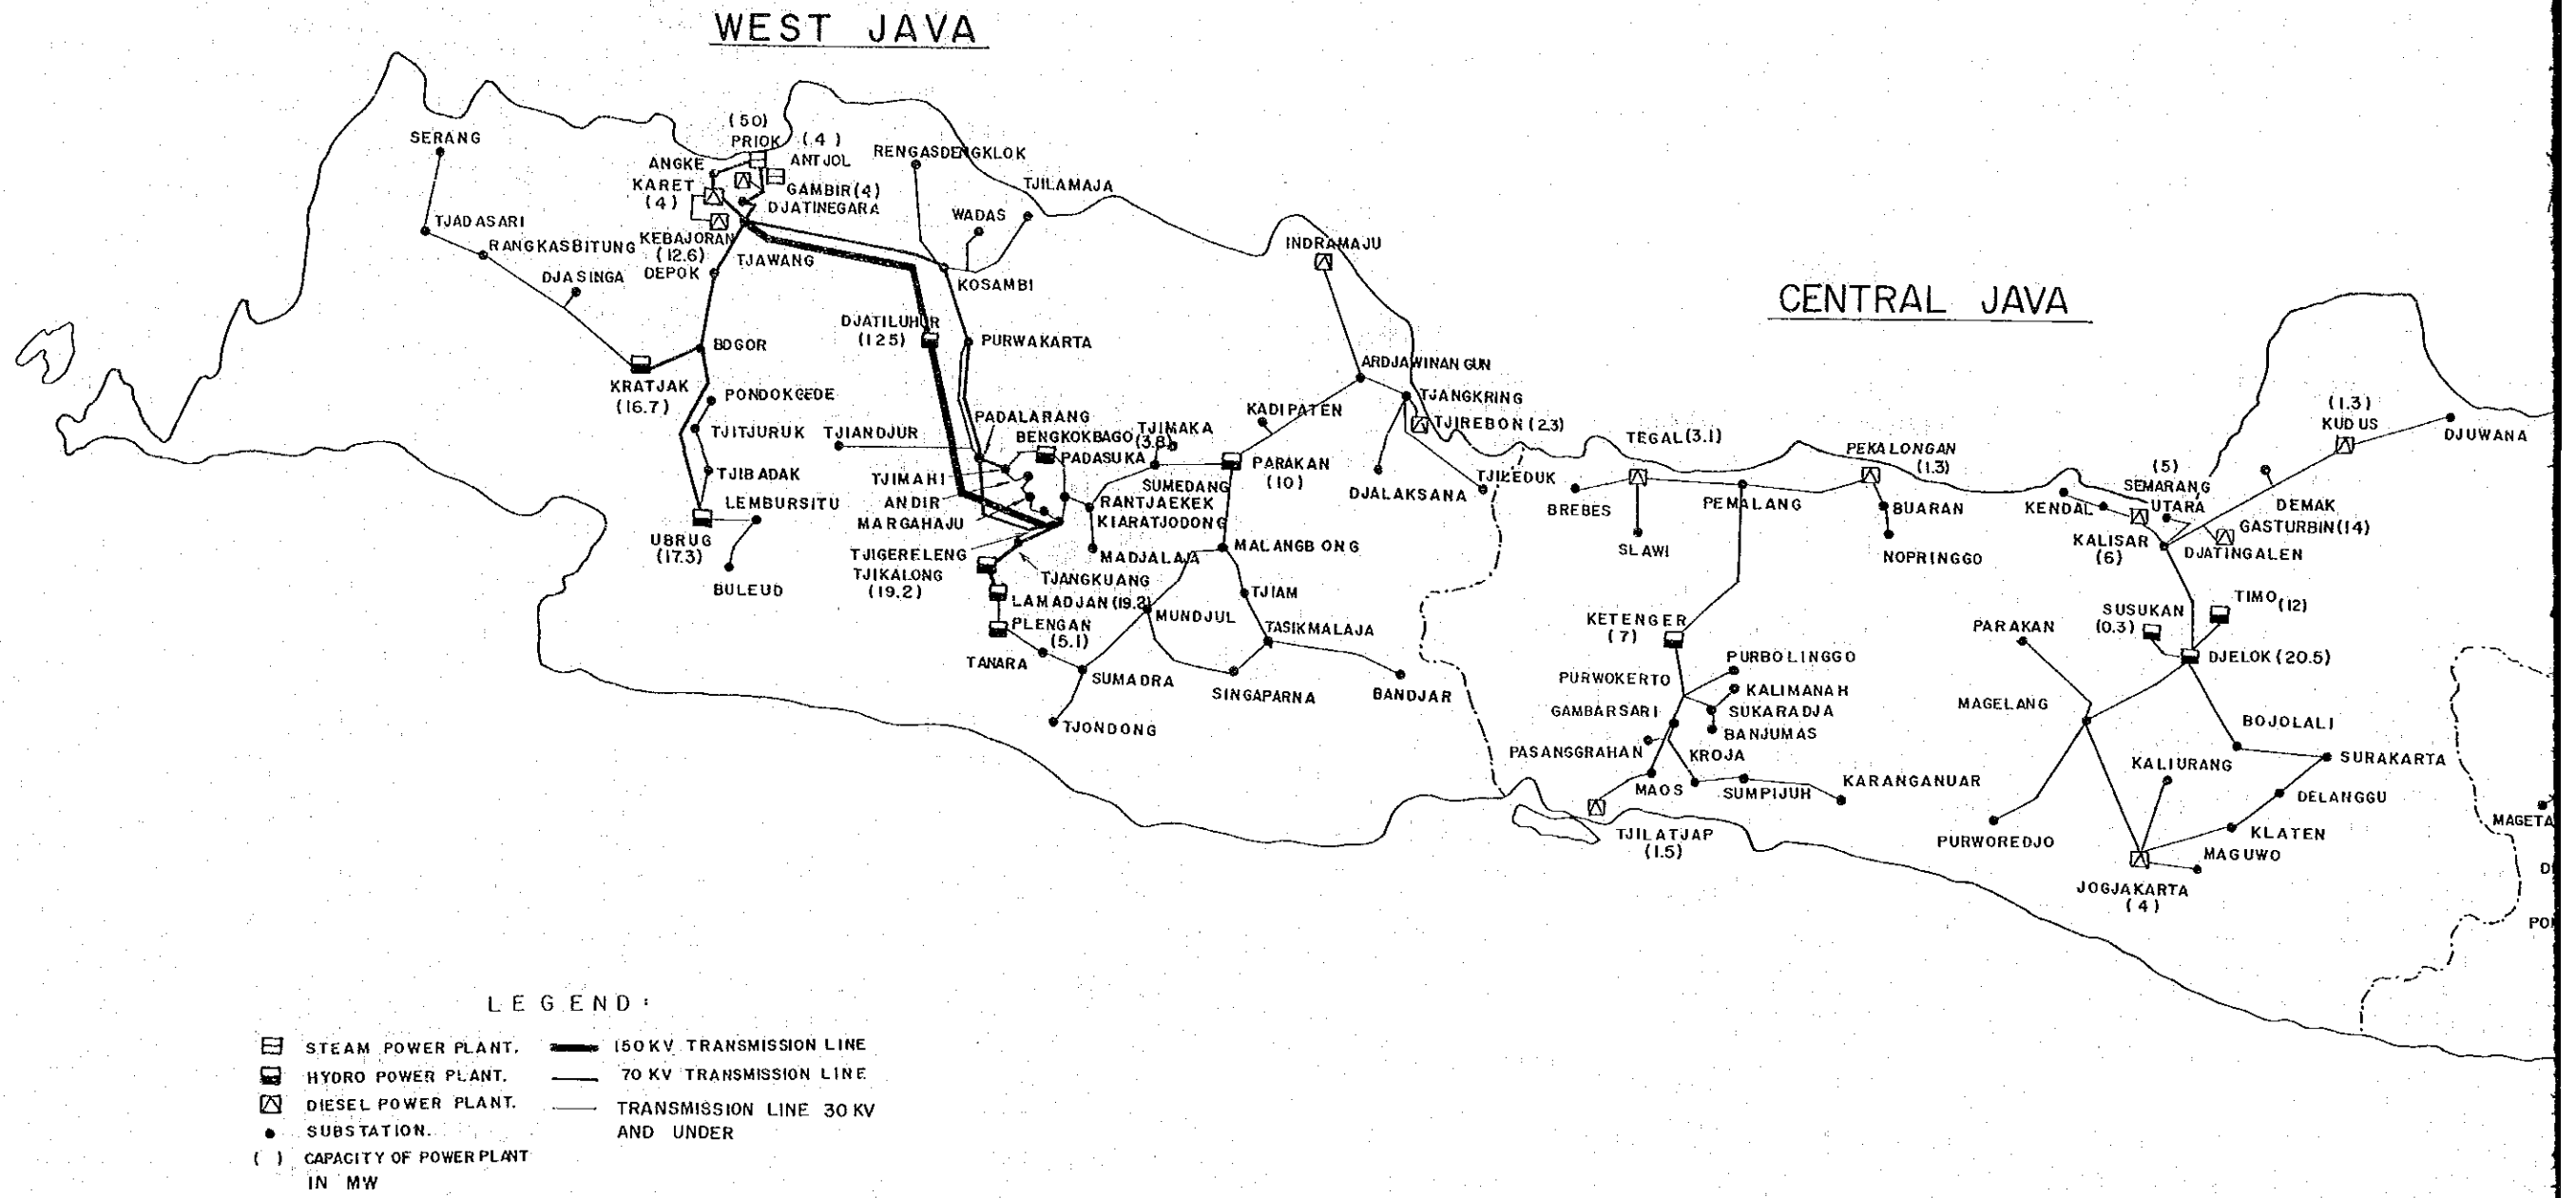 WEST JAVA
CENTRAL JAVA
SERANG
TJADASARI
RANGKASBITUNG
DJASINGA
KRATJAK
(16.7)
(50)
PRIOK
(4)
ANTJOL
ANGKE
KARET
(4)
GAMBIR(4)
DJATINEGARA
KEBAJORAN
(12.6)
DEPOK
TJAWANG
BOGOR
PONDOKGEDE
TJITJURUK
TJIBADAK
LEMBURSITU
UBRUG
(17.3)
BULEUD
RENGASDENGKLOK
TJILAMAJA
WADAS
KOSAMBI
DJATILUHUR
(125)
PURWAKARTA
PADALARANG
TJIANDJUR
BENGKOKBAGO(3.8)
TJIMAKA
PADASUKA
TJIMAHI
ANDIR
MARGAHAJU
SUMEDANG
RANTJAEKEK
KIARATJODONG
TJIGERELENG
MADJALAJA
TJIKALONG
(19.2)
TJANGKUANG
LAMADJAN(19.2)
PLENGAN
(5.1)
TANARA
SUMADRA
TJONDONG
MUNDJUL
SINGAPARNA
TASIKMALAJA
BANDJAR
TJIAM
MALANGBONG
PARAKAN
(10)
KADIPATEN
INDRAMAJU
ARDJAWINANGUN
TJANGKRING
TJIREBON(2.3)
DJALAKSANA
TJILEDUK
TEGAL(3.1)
BREBES
SLAWI
PEMALANG
PEKALONGAN
(1.3)
BUARAN
NOPRINGGO
KETENGER
(7)
PURBOLINGGO
PURWOKERTO
KALIMANAH
GAMBARSARI
SUKARADJA
BANJUMAS
PASANGGRAHAN
KROJA
MAOS
SUMPIJUH
KARANGANUAR
TJILATJAP
(1.5)
(1.3)
KUDUS
DJUWANA
(5)
SEMARANG
UTARA
DEMAK
KENDAL
GASTURBIN(14)
KALISAR
(6)
DJATINGALEN
TIMO(12)
SUSUKAN
(0.3)
DJELOK(20.5)
PARAKAN
MAGELANG
BOJOLALI
KALIURANG
SURAKARTA
DELANGGU
KLATEN
PURWOREDJO
MAGUWO
JOGJAKARTA
(4)
MAGETA
D
PO
LEGEND:
STEAM POWER PLANT.
HYDRO POWER PLANT.
DIESEL POWER PLANT.
SUBSTATION.
( ) CAPACITY OF POWER PLANT
IN MW
150 KV TRANSMISSION LINE
70 KV TRANSMISSION LINE
TRANSMISSION LINE 30 KV
AND UNDER